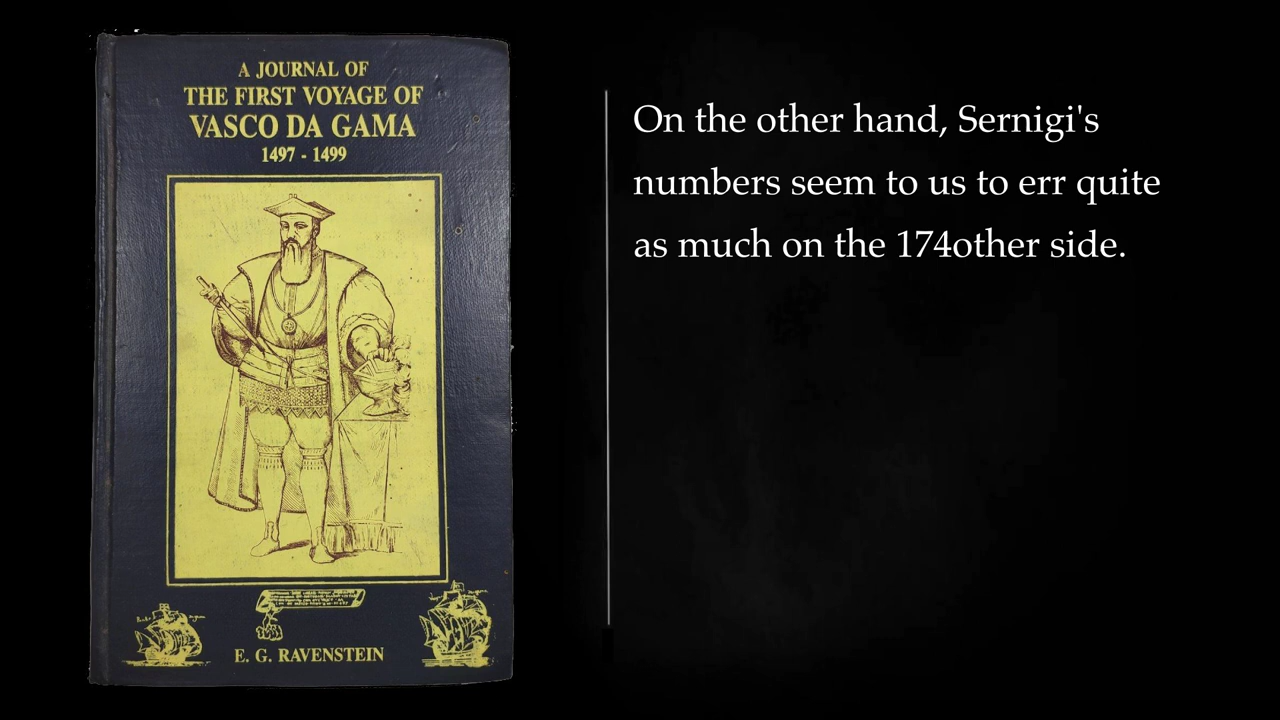 A JOURNAL OF
THE FIRST VOYAGE OF
VASCO DA GAMA
1497 - 1499
E. G. RAVENSTEIN
On the other hand, Sernigi's
numbers seem to us to err quite
as much on the 174other side.